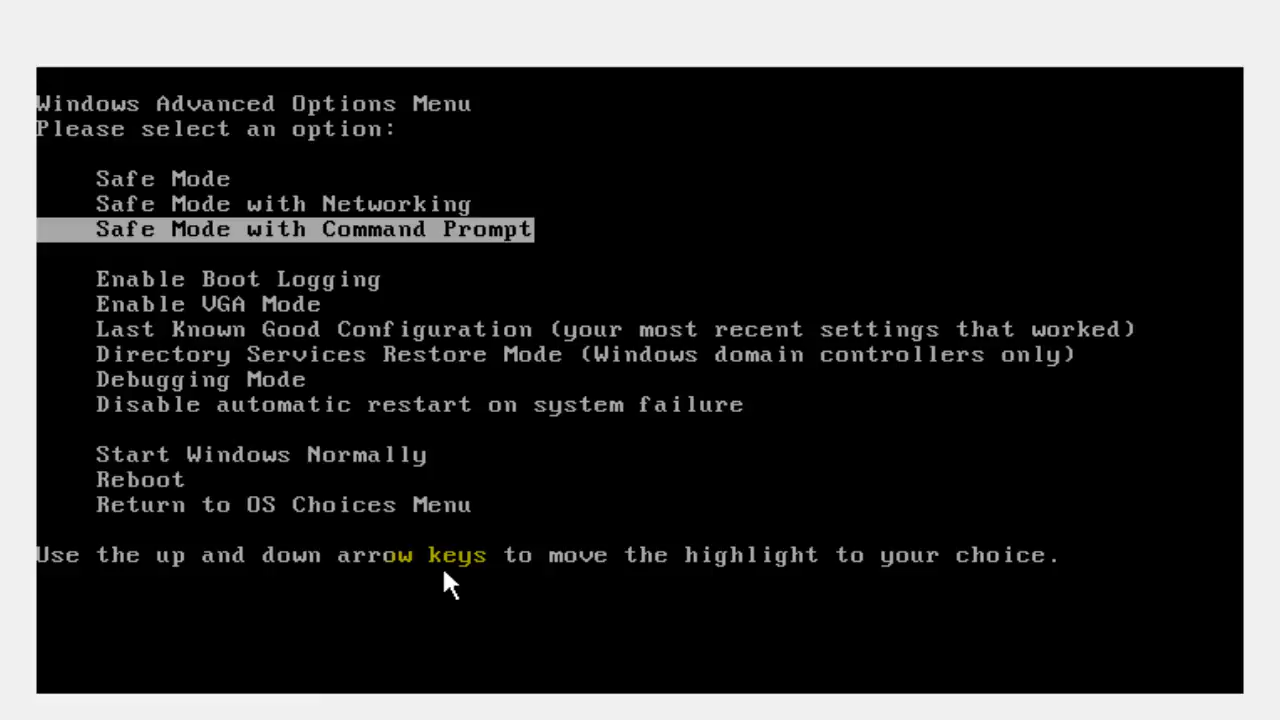 Windows Advanced Options Menu
Please select an option:
Safe Mode
Safe Mode with Networking
Safe Mode with Command Prompt
Enable Boot Logging
Enable VGA Mode
Last Known Good Configuration (your most recent settings that worked)
Directory Services Restore Mode (Windows domain controllers only)
Debugging Mode
Disable automatic restart on system failure
Start Windows Normally
Reboot
Return to OS Choices Menu
Use the up and down arrow keys to move the highlight to your choice.